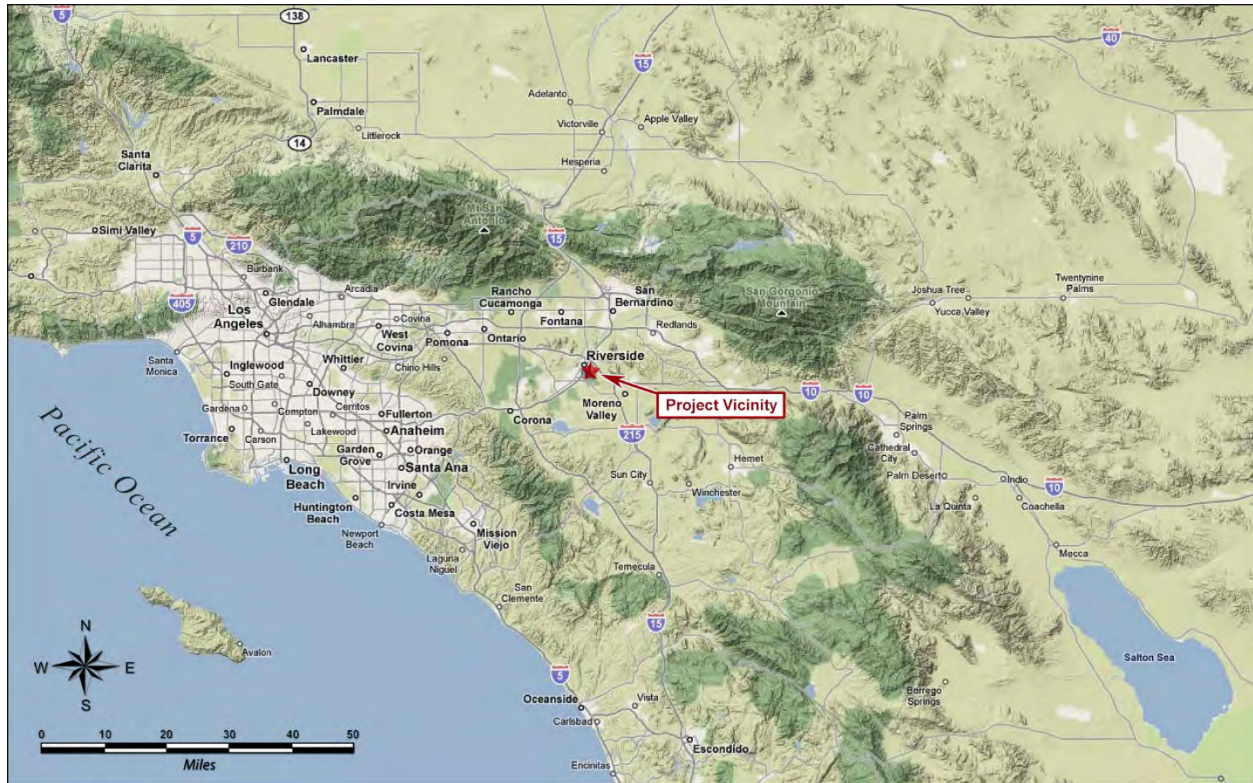 5
138
Lancaster
40
15
Adelanto
Palmdale
Apple Valley
Victorville
Littlerock
14
Hesperia
Santa
Clarita
Mt San
Antonio
Simi Valley
5
210
15
Burbank
Glendale
Arcadia
Rancho
Cucamonga
San
Bernardino
San Gorgonio
Mountain
Joshua Tree
Yucca Valley
Twentynine
Palms
405
Los
Angeles
Alhambra
Covina
West
Covina
Pomona
Ontario
Fontana
Redlands
Santa
Monica
Inglewood
South Gate
Whittier
Chino Hills
Riverside
Downey
Gardena
Compton
Cerritos
Fullerton
Corona
Moreno
Valley
Project Vicinity
10
10
Torrance
Carson
Lakewood
Anaheim
215
Palm
Springs
Cathedral
City
Garden
Grove
Orange
Long
Beach
Santa Ana
Hemet
Palm Desert
Indio
10
Irvine
Sun City
Winchester
Huntington
Beach
Costa Mesa
La Quinta
Coachella
Newport
Beach
Mission
Viejo
Mecca
Laguna
Niguel
Temecula
San
Clemente
Pacific Ocean
15
Avalon
Salton Sea
5
Oceanside
Vista
Borrego
Springs
Carlsbad
Escondido
Encinitas
N
W
E
S
0 10 20 30 40 50
Miles